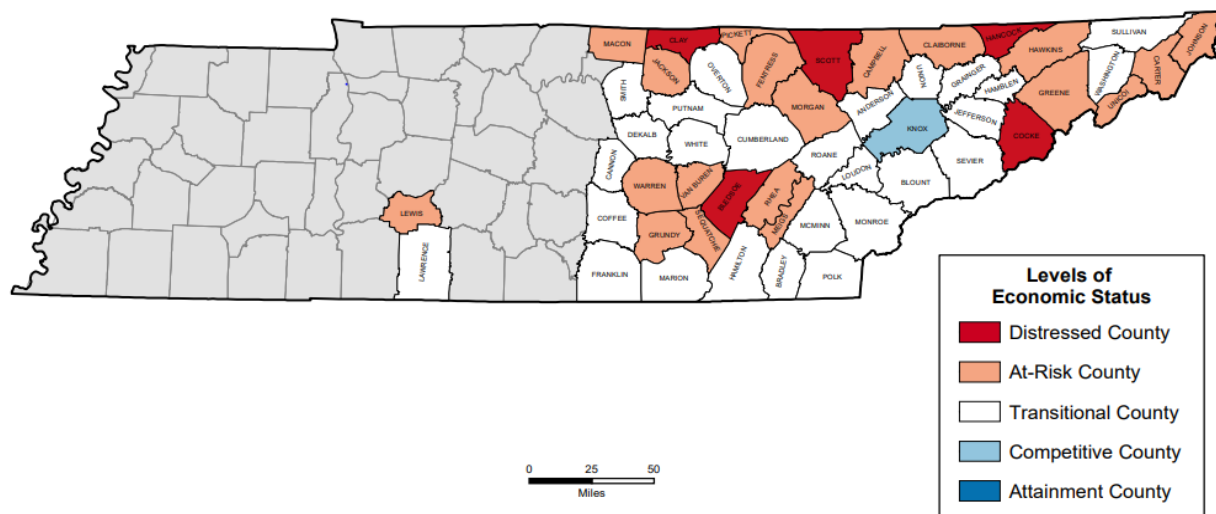 MACON
CLAY
PICKETT
OVERTON
JACKSON
FENTRESS
SCOTT
CAMPBELL
CLAIBORNE
HANCOCK
HAWKINS
SULLIVAN
JOHNSON
CARTER
WASHINGTON
UNICOI
GREENE
HAMBLEN
GRAINGER
UNION
SMITH
PUTNAM
MORGAN
ANDERSON
KNOX
JEFFERSON
COCKE
DEKALB
WHITE
CUMBERLAND
ROANE
LOUDON
SEVIER
BLOUNT
CANNON
WARREN
VAN BUREN
BLEDSOE
RHEA
MEIGS
MCMINN
MONROE
LEWIS
COFFEE
GRUNDY
SEQUATCHIE
LAWRENCE
FRANKLIN
MARION
HAMILTON
BRADLEY
POLK
Levels of
Economic Status
Distressed County
At-Risk County
Transitional County
Competitive County
Attainment County
0 25 50
Miles